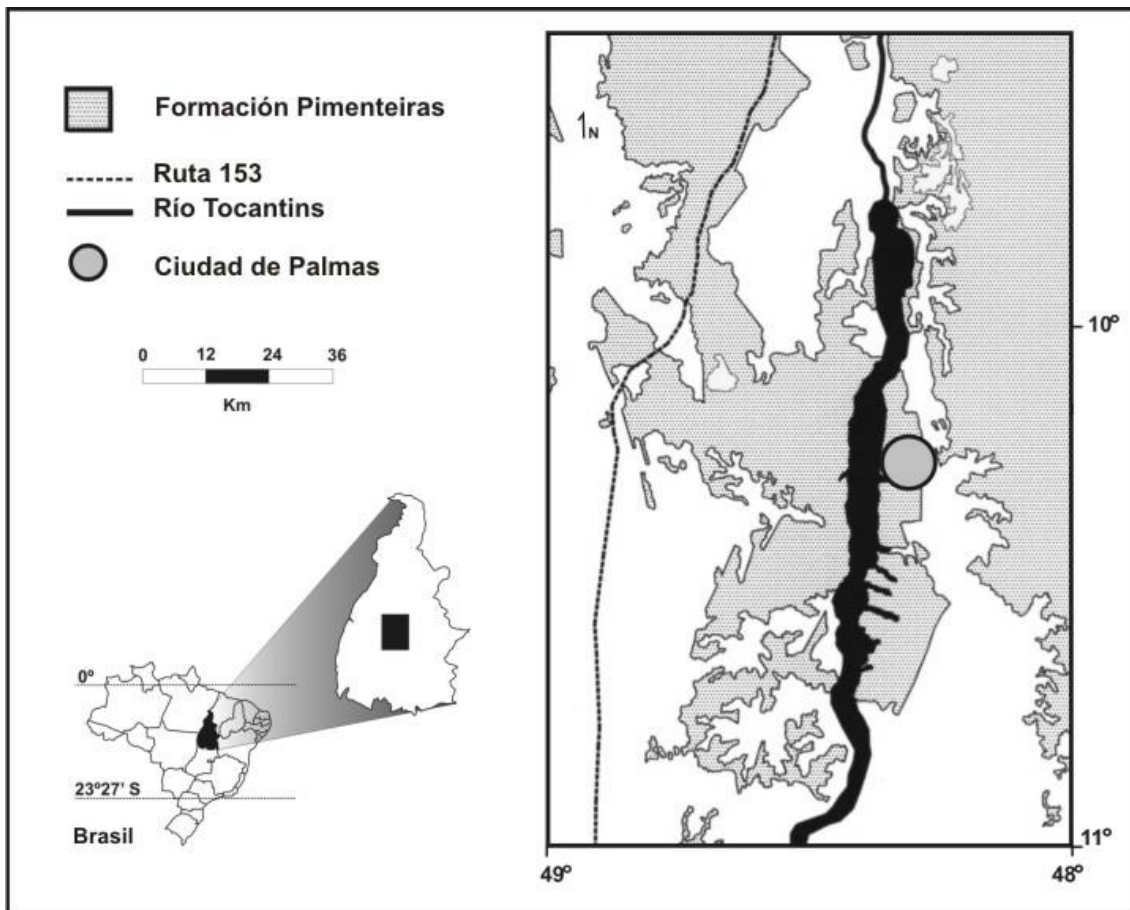 Formación Pimenteiras
Ruta 153
Río Tocantins
Ciudad de Palmas
0 12 24 36
Km
0º
23º27' S
Brasil
1N
10º
11º
49º
48º